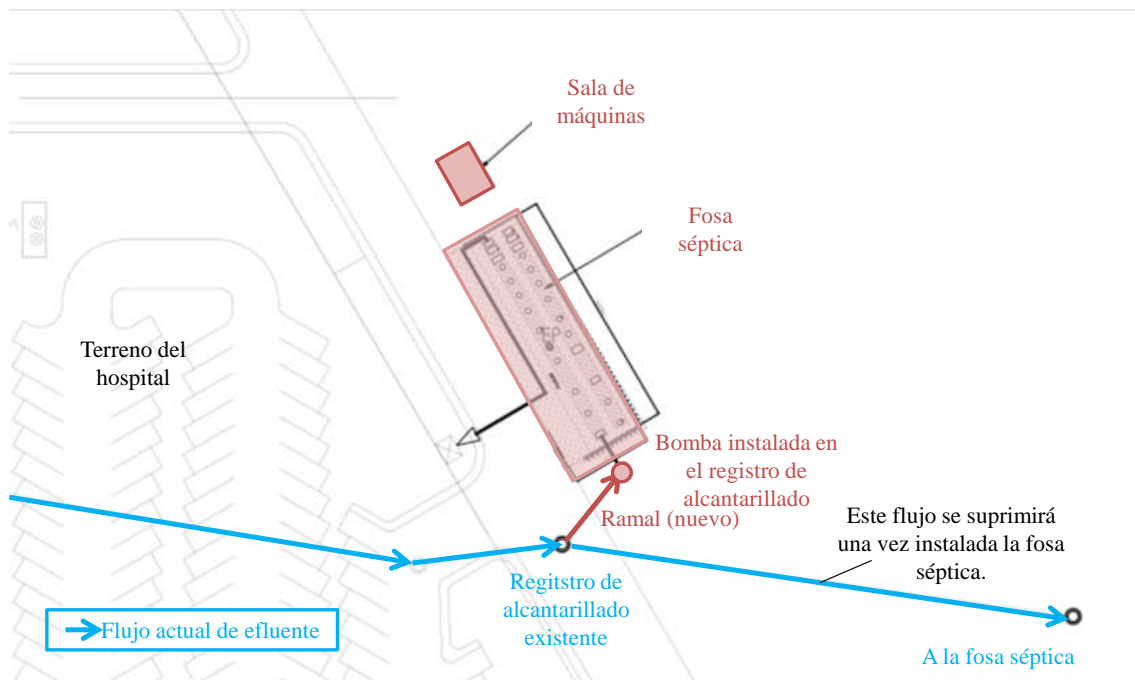 Sala de
máquinas
Fosa
séptica
Terreno del
hospital
Bomba instalada en
el registro de
alcantarillado
Ramal (nuevo)
Este flujo se suprimirá
una vez instalada la fosa
séptica.
Regitstro de
alcantarillado
existente
Flujo actual de efluente
A la fosa séptica